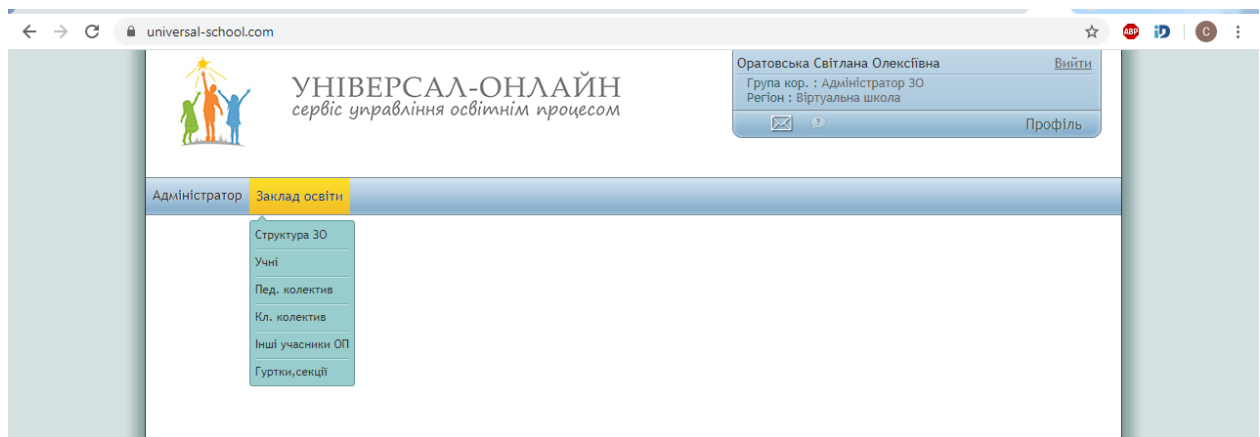 universal-school.com
ABP
C
УНІВЕРСАЛ-ОНЛАЙН
сервіс управління освітнім процесом
Оратовська Світлана Олексіївна
Вийти
Група кор. : Адміністратор ЗО
Регіон : Віртуальна школа
?
Профіль
Адміністратор
Заклад освіти
Структура ЗО
Учні
Пед. колектив
Кл. колектив
Інші учасники ОП
Гуртки,секції